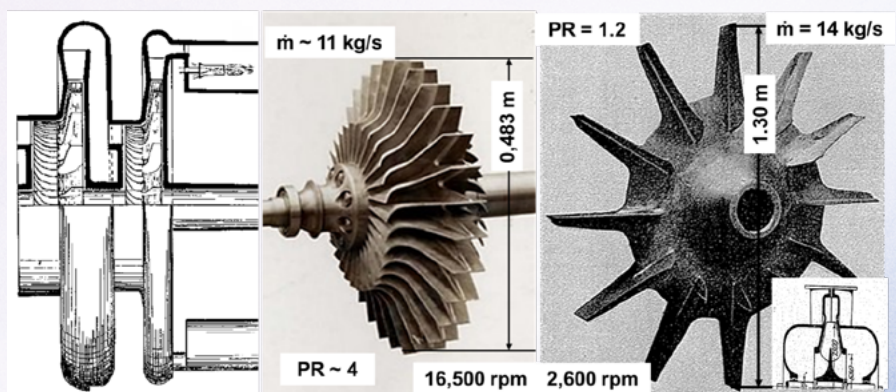 ṁ ~ 11 kg/s
0,483 m
PR ~ 4
16,500 rpm
PR = 1.2
ṁ = 14 kg/s
1.30 m
2,600 rpm